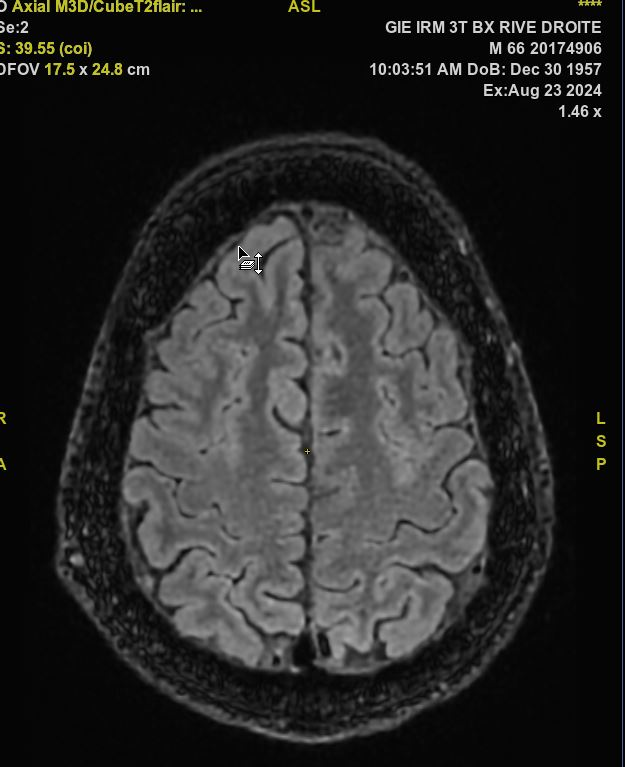 Axial M3D/CubeT2flair: ...
ASL
****
Se:2
GIE IRM 3T BX RIVE DROITE
S: 39.55 (coi)
M 66 20174906
DFOV 17.5 x 24.8 cm
10:03:51 AM DoB: Dec 30 1957
Ex:Aug 23 2024
1.46 x
R
L
S
A
P